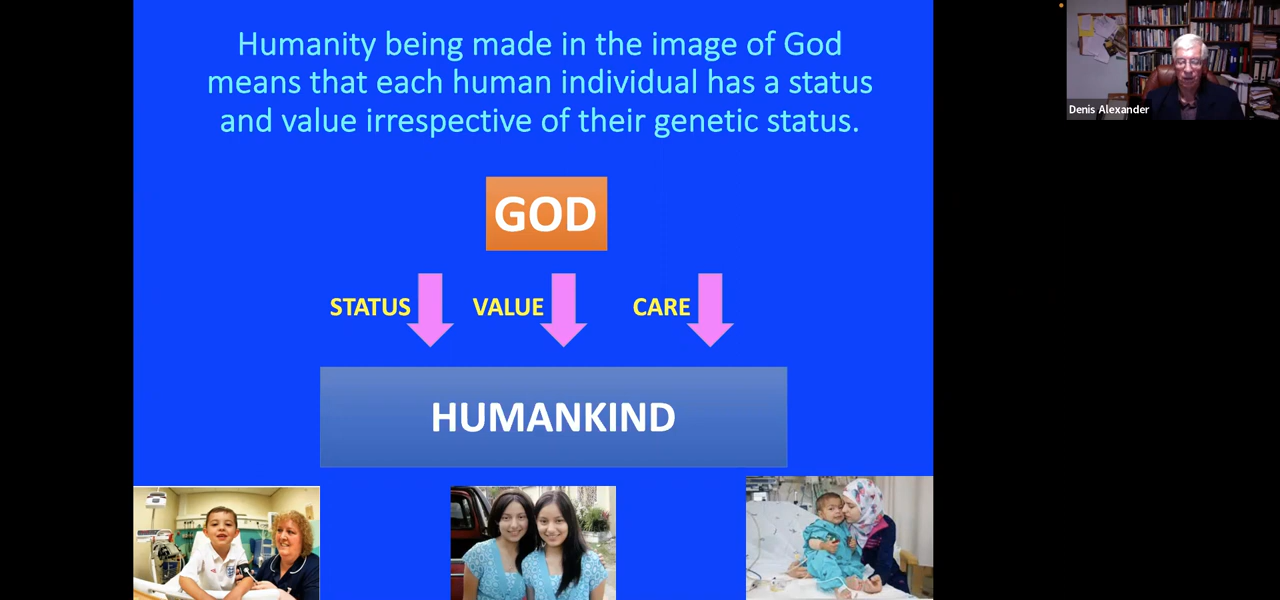 Humanity being made in the image of God
means that each human individual has a status
and value irrespective of their genetic status.
GOD
STATUS VALUE CARE
HUMANKIND
Denis Alexander